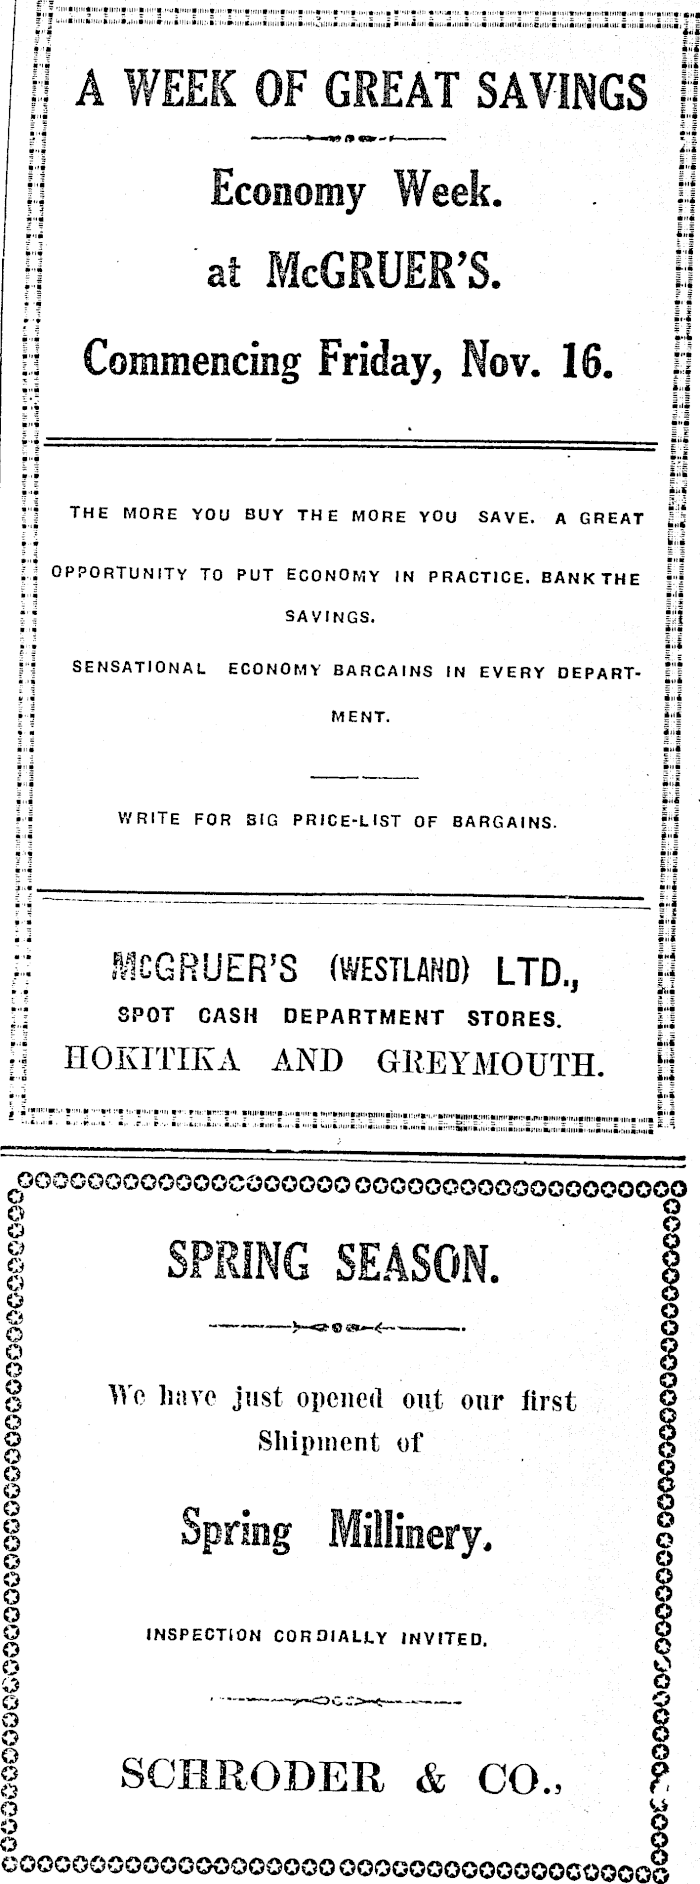 A WEEK OF GREAT SAVINGS
Economy Week.
at McGRUER'S.
Commencing Friday, Nov. 16.
THE MORE YOU BUY THE MORE YOU SAVE. A GREAT
OPPORTUNITY TO PUT ECONOMY IN PRACTICE. BANK THE
SAVINGS.
SENSATIONAL ECONOMY BARGAINS IN EVERY DEPART-
MENT.
WRITE FOR BIG PRICE-LIST OF BARGAINS.
McGRUER'S (WESTLAND) LTD.,
SPOT CASH DEPARTMENT STORES.
HOKITIKA AND GREYMOUTH.
SPRING SEASON.
We have just opened out our first
Shipment of
Spring Millinery.
INSPECTION CORDIALLY INVITED.
SCHRODER & CO.,